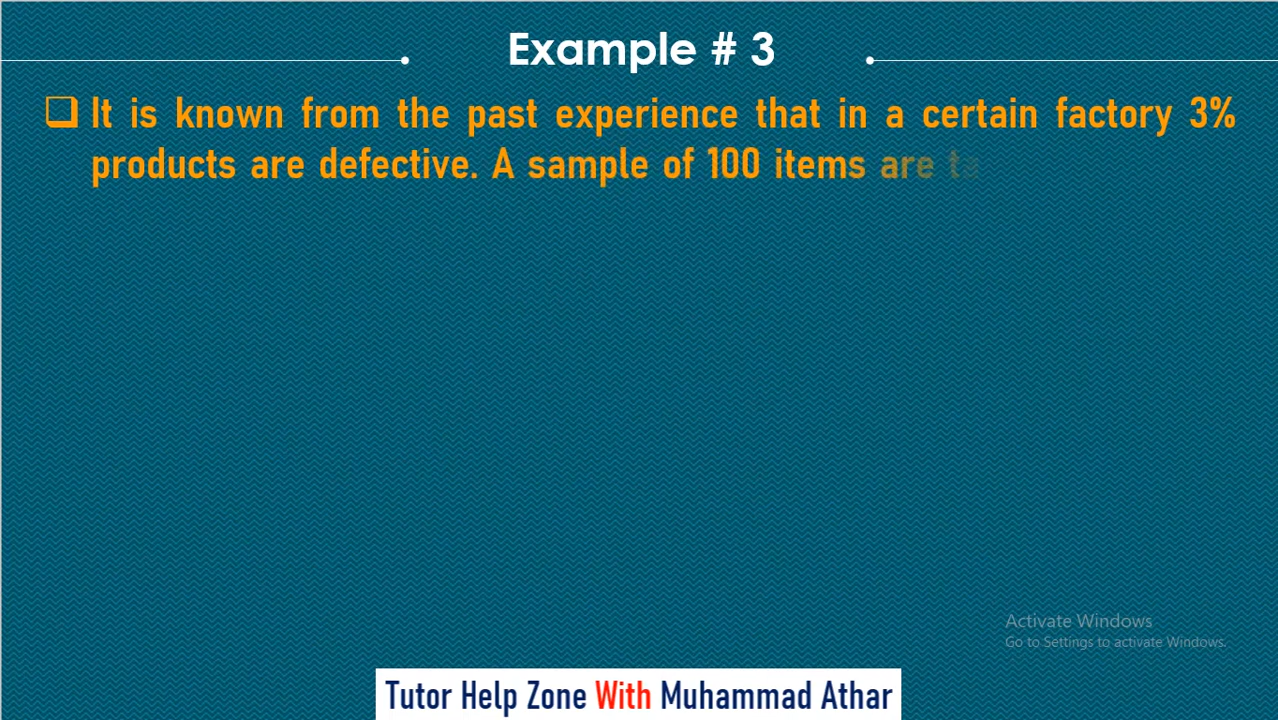 Example # 3
It is known from the past experience that in a certain factory 3%
products are defective. A sample of 100 items are
Activate Windows
Go to Settings to activate Windows.
Tutor Help Zone With Muhammad Athar